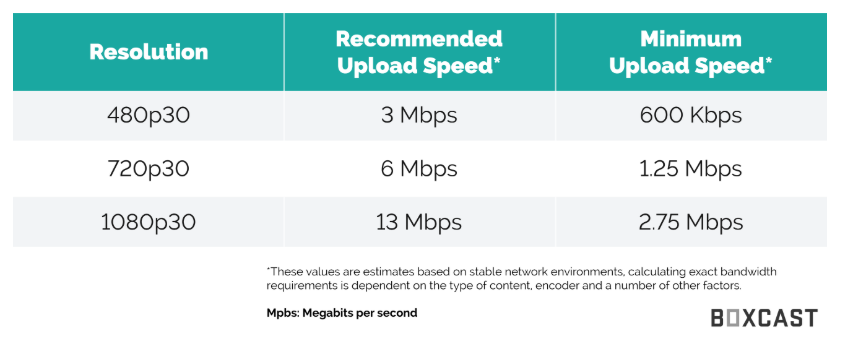 Resolution
Recommended
Upload Speed*
Minimum
Upload Speed*
480p30
3 Mbps
600 Kbps
720p30
6 Mbps
1.25 Mbps
1080p30
13 Mbps
2.75 Mbps
*These values are estimates based on stable network environments, calculating exact bandwidth
requirements is dependent on the type of content, encoder and a number of other factors.
Mpbs: Megabits per second
BOXCAST